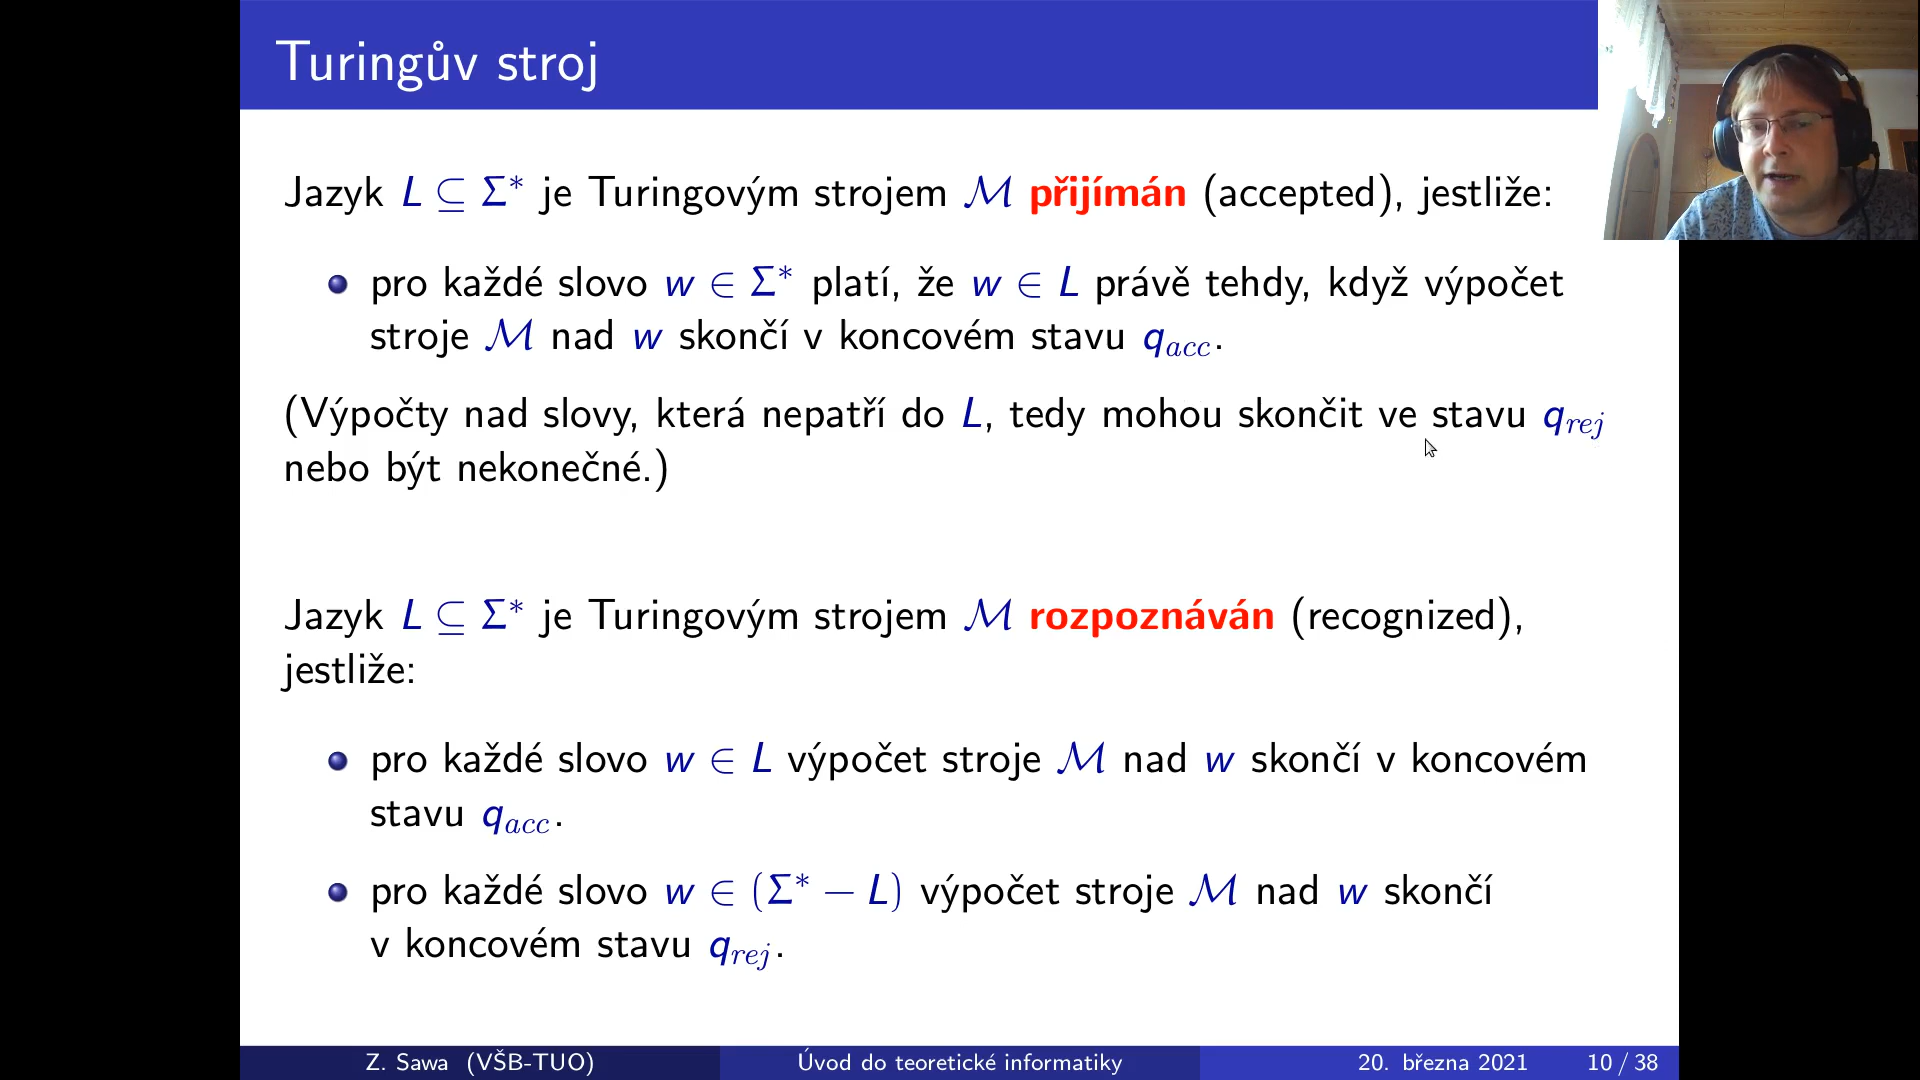 Turingův stroj
Jazyk L ⊆ Σ* je Turingovým strojem ℳ přijímán (accepted), jestliže:
pro každé slovo w ∈ Σ* platí, že w ∈ L právě tehdy, když výpočet
stroje ℳ nad w skončí v koncovém stavu q_acc.
(Výpočty nad slovy, která nepatří do L, tedy mohou skončit ve stavu q_rej
nebo být nekonečné.)
Jazyk L ⊆ Σ* je Turingovým strojem ℳ rozpoznáván (recognized),
jestliže:
pro každé slovo w ∈ L výpočet stroje ℳ nad w skončí v koncovém
stavu q_acc.
pro každé slovo w ∈ (Σ* − L) výpočet stroje ℳ nad w skončí
v koncovém stavu q_rej.
Z. Sawa (VŠB-TUO) Úvod do teoretické informatiky 20. března 2021 10 / 38